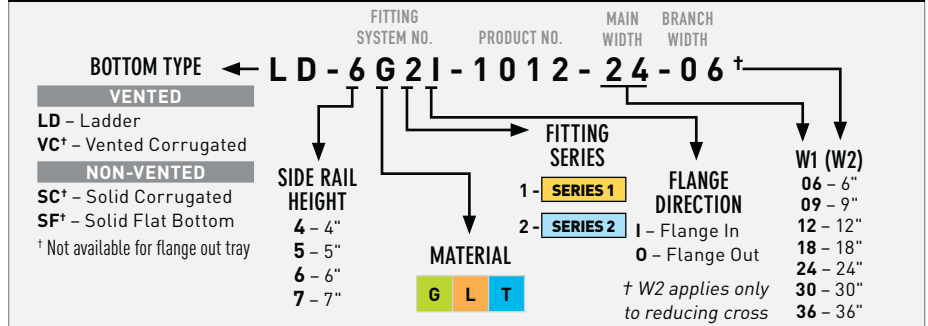 FITTING
SYSTEM NO.
PRODUCT NO.
MAIN
WIDTH
BRANCH
WIDTH
BOTTOM TYPE
LD-6G2I-1012-24-06†
VENTED
LD – Ladder
VC† – Vented Corrugated
NON-VENTED
SC† – Solid Corrugated
SF† – Solid Flat Bottom
† Not available for flange out tray
SIDE RAIL
HEIGHT
4 – 4"
5 – 5"
6 – 6"
7 – 7"
MATERIAL
G L T
FITTING
SERIES
1 - SERIES 1
2 - SERIES 2
FLANGE
DIRECTION
I – Flange In
O – Flange Out
† W2 applies only
to reducing cross
W1 (W2)
06 – 6"
09 – 9"
12 – 12"
18 – 18"
24 – 24"
30 – 30"
36 – 36"